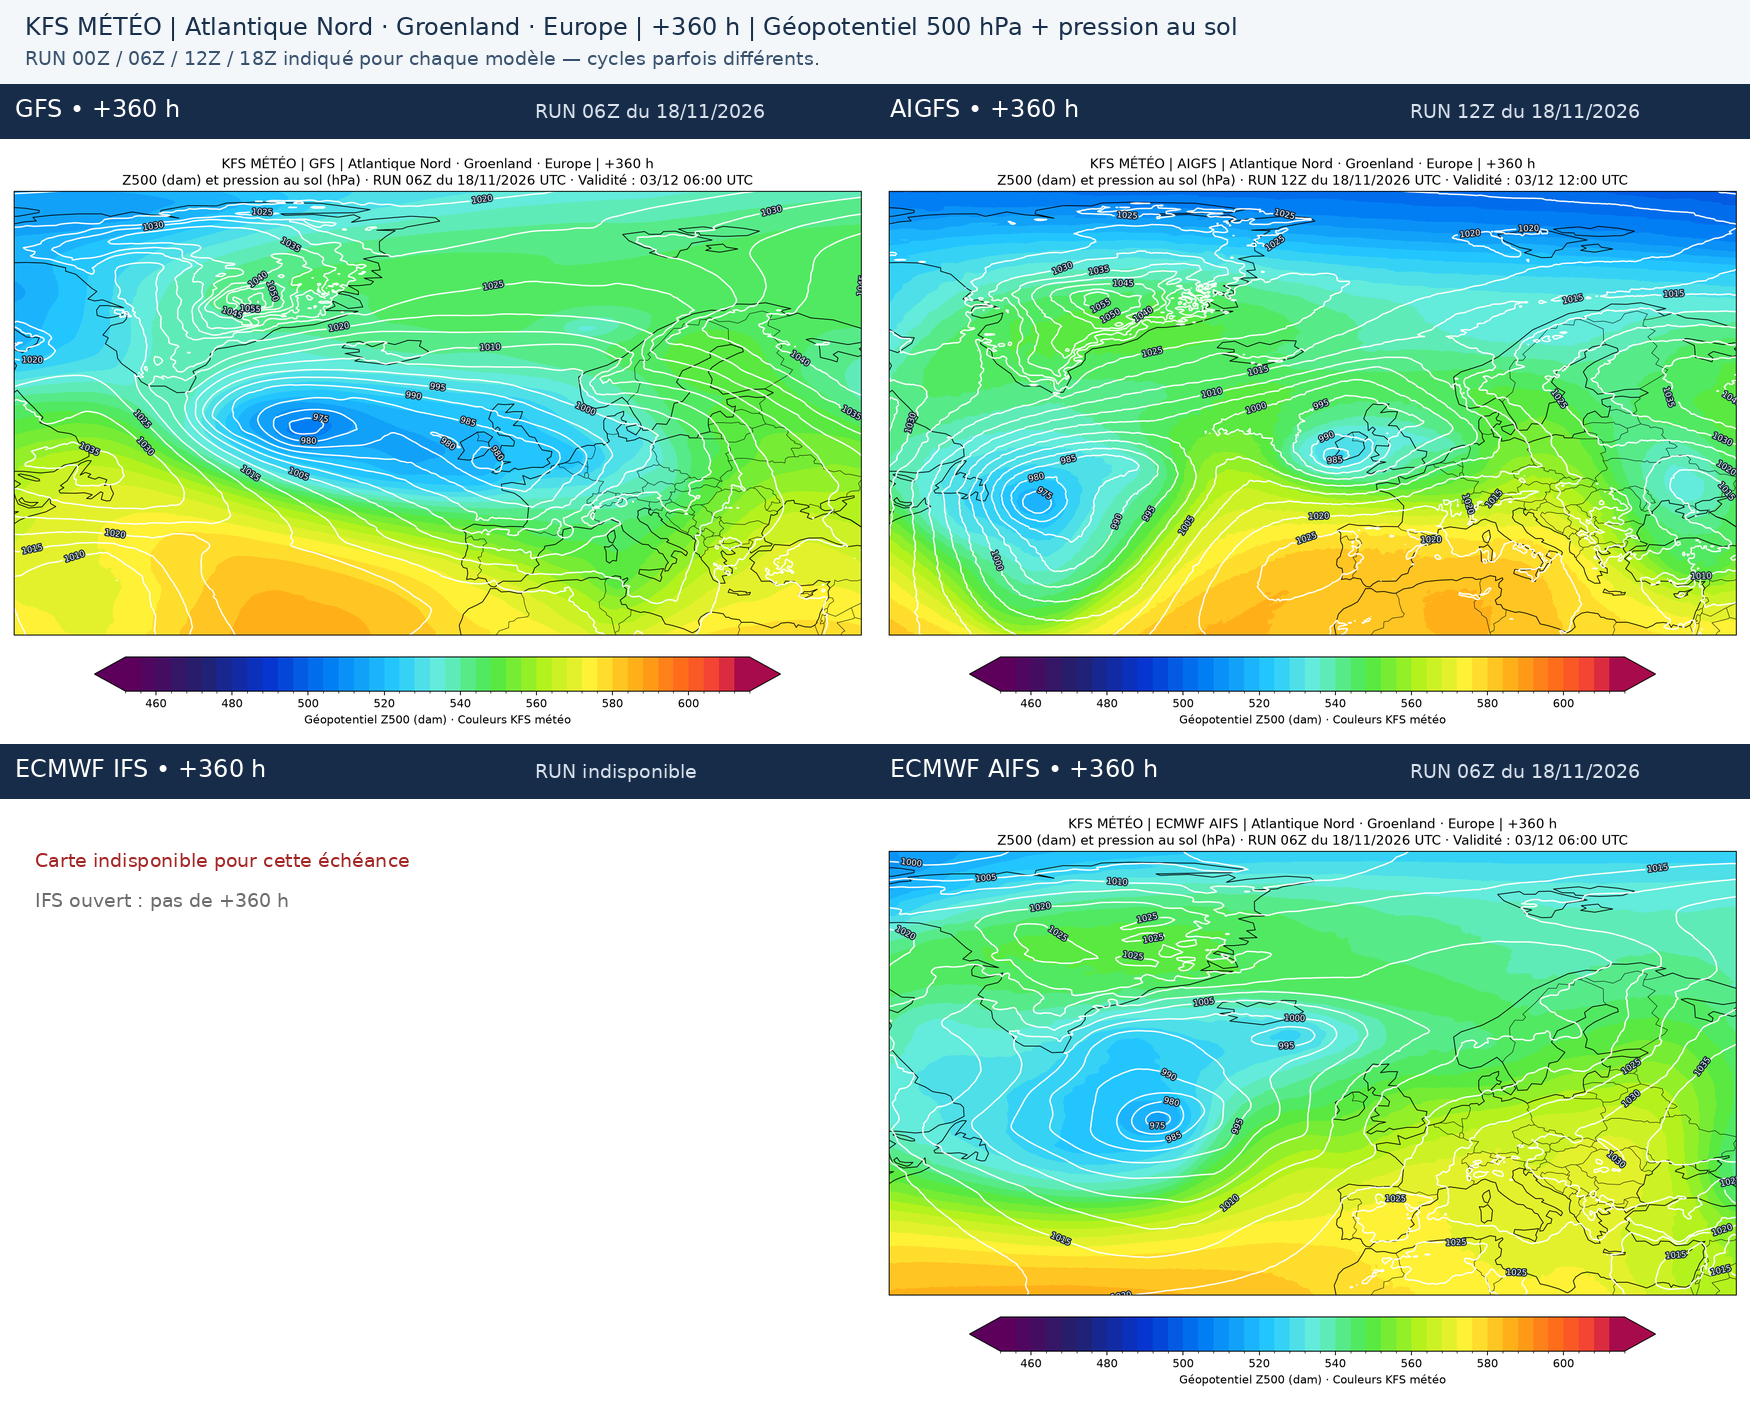 KFS MÉTÉO | Atlantique Nord · Groenland · Europe | +360 h | Géopotentiel 500 hPa + pression au sol
RUN 00Z / 06Z / 12Z / 18Z indiqué pour chaque modèle — cycles parfois différents.
GFS • +360 h
RUN 06Z du 18/11/2026
KFS MÉTÉO | GFS | Atlantique Nord · Groenland · Europe | +360 h
Z500 (dam) et pression au sol (hPa) · RUN 06Z du 18/11/2026 UTC · Validité : 03/12 06:00 UTC
460 480 500 520 540 560 580 600
Géopotentiel Z500 (dam) · Couleurs KFS météo
AIGFS • +360 h
RUN 12Z du 18/11/2026
KFS MÉTÉO | AIGFS | Atlantique Nord · Groenland · Europe | +360 h
Z500 (dam) et pression au sol (hPa) · RUN 12Z du 18/11/2026 UTC · Validité : 03/12 12:00 UTC
460 480 500 520 540 560 580 600
Géopotentiel Z500 (dam) · Couleurs KFS météo
ECMWF IFS • +360 h
RUN indisponible
Carte indisponible pour cette échéance
IFS ouvert : pas de +360 h
ECMWF AIFS • +360 h
RUN 06Z du 18/11/2026
KFS MÉTÉO | ECMWF AIFS | Atlantique Nord · Groenland · Europe | +360 h
Z500 (dam) et pression au sol (hPa) · RUN 06Z du 18/11/2026 UTC · Validité : 03/12 06:00 UTC
460 480 500 520 540 560 580 600
Géopotentiel Z500 (dam) · Couleurs KFS météo